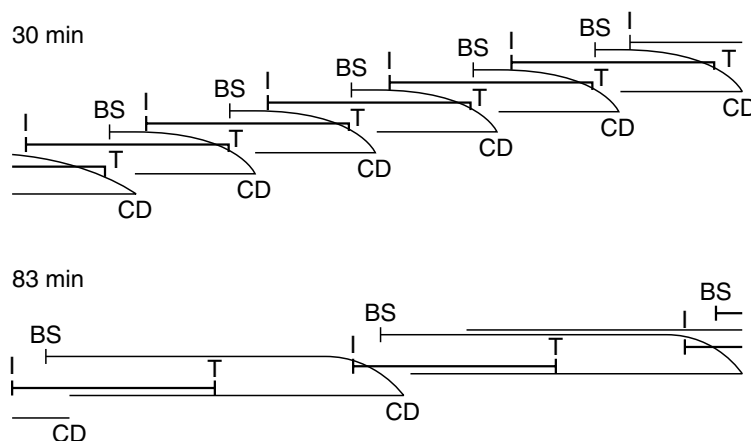 30 min
BS I
BS I T
BS I T CD
BS I T CD
BS I T CD
I T CD
T CD
CD
83 min
BS
BS I
BS I T
I T
CD
CD